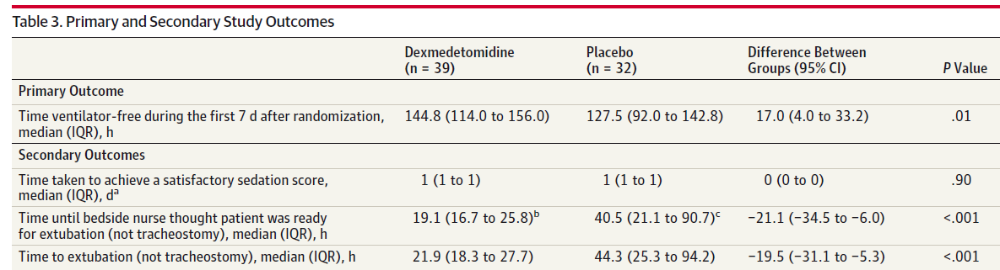 Table 3. Primary and Secondary Study Outcomes
Dexmedetomidine (n = 39) Placebo (n = 32) Difference Between Groups (95% CI) P Value
Primary Outcome
Time ventilator-free during the first 7 d after randomization, median (IQR), h 144.8 (114.0 to 156.0) 127.5 (92.0 to 142.8) 17.0 (4.0 to 33.2) .01
Secondary Outcomes
Time taken to achieve a satisfactory sedation score, median (IQR), dᵃ 1 (1 to 1) 1 (1 to 1) 0 (0 to 0) .90
Time until bedside nurse thought patient was ready for extubation (not tracheostomy), median (IQR), h 19.1 (16.7 to 25.8)ᵇ 40.5 (21.1 to 90.7)ᶜ −21.1 (−34.5 to −6.0) <.001
Time to extubation (not tracheostomy), median (IQR), h 21.9 (18.3 to 27.7) 44.3 (25.3 to 94.2) −19.5 (−31.1 to −5.3) <.001